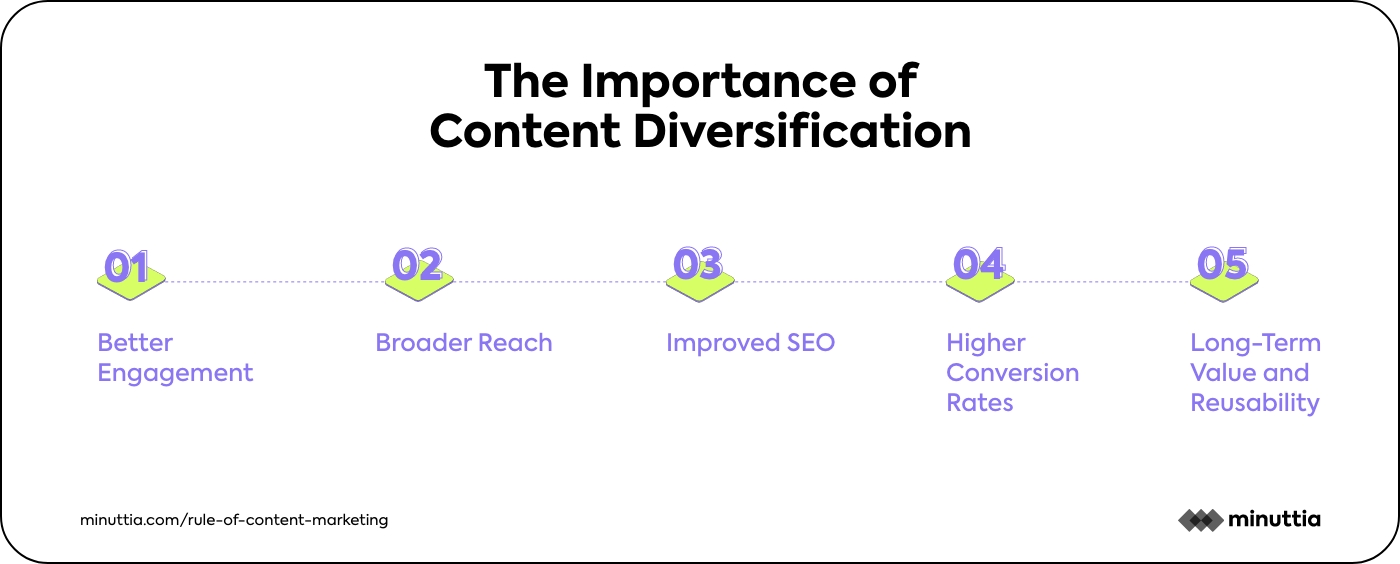 The Importance of
Content Diversification
01
Better
Engagement
02
Broader Reach
03
Improved SEO
04
Higher
Conversion
Rates
05
Long-Term
Value and
Reusability
minuttia.com/rule-of-content-marketing
minuttia